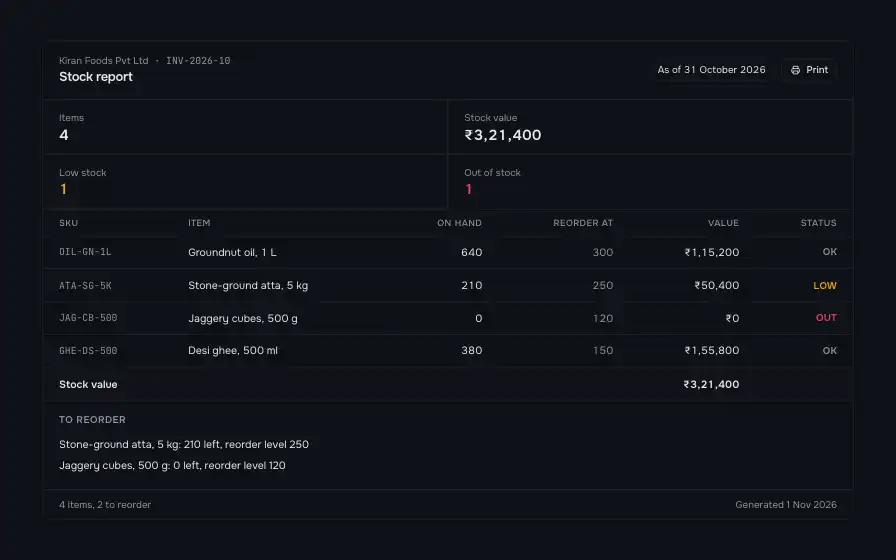 Kiran Foods Pvt Ltd · INV-2026-10
Stock report
As of 31 October 2026
Print
Items
4
Stock value
₹3,21,400
Low stock
1
Out of stock
1
SKU ITEM ON HAND REORDER AT VALUE STATUS
OIL-GN-1L Groundnut oil, 1 L 640 300 ₹1,15,200 OK
ATA-SG-5K Stone-ground atta, 5 kg 210 250 ₹50,400 LOW
JAG-CB-500 Jaggery cubes, 500 g 0 120 ₹0 OUT
GHE-DS-500 Desi ghee, 500 ml 380 150 ₹1,55,800 OK
Stock value ₹3,21,400
TO REORDER
Stone-ground atta, 5 kg: 210 left, reorder level 250
Jaggery cubes, 500 g: 0 left, reorder level 120
4 items, 2 to reorder
Generated 1 Nov 2026